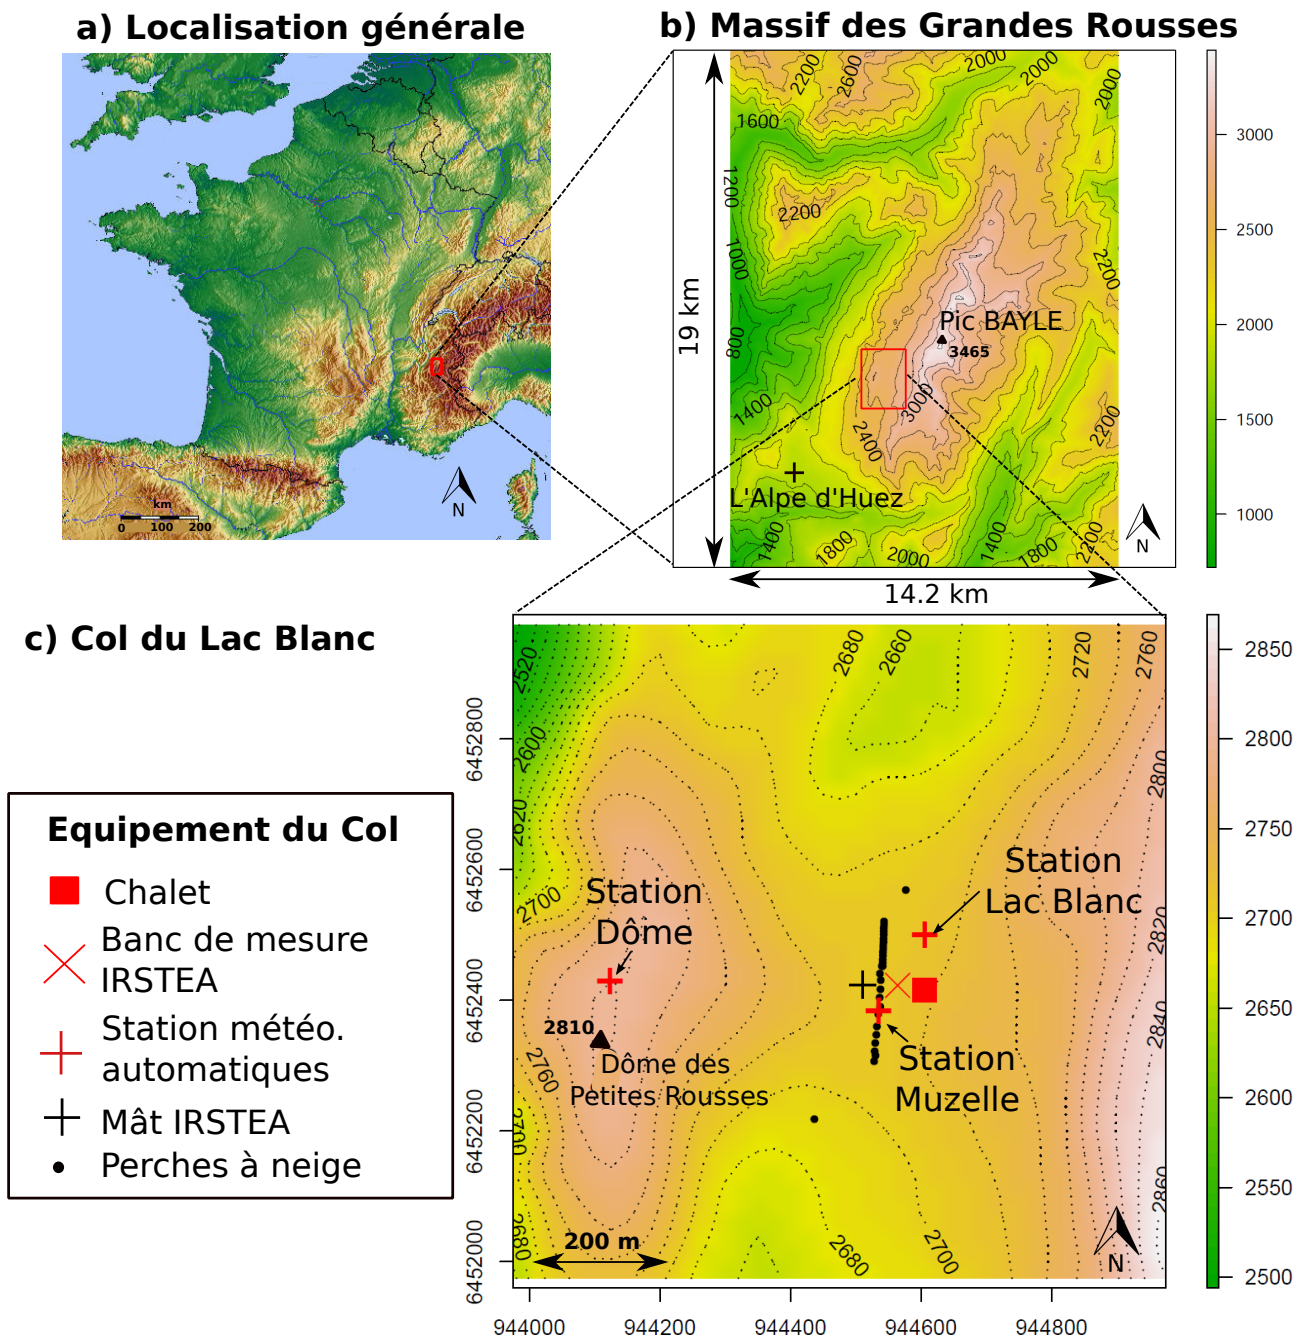 a) Localisation générale
km
0 100 200
N
b) Massif des Grandes Rousses
2200
2600
2000
2000
2000
1600
1200
2200
1000
2200
800
Pic BAYLE
3465
3000
1400
2400
2200
L'Alpe d'Huez
1400
1800
2000
1400
1800
2200
N
19 km
14.2 km
3000
2500
2000
1500
1000
c) Col du Lac Blanc
Equipement du Col
Chalet
Banc de mesure
IRSTEA
Station météo.
automatiques
Mât IRSTEA
Perches à neige
2520
2600
2620
2700
2760
2700
2680
2680
2660
2720
2760
2800
2820
2840
2860
2680
2700
Station
Dôme
2810
Dôme des
Petites Rousses
Station
Lac Blanc
Station
Muzelle
200 m
N
6452800
6452600
6452400
6452200
6452000
944000
944200
944400
944600
944800
2850
2800
2750
2700
2650
2600
2550
2500